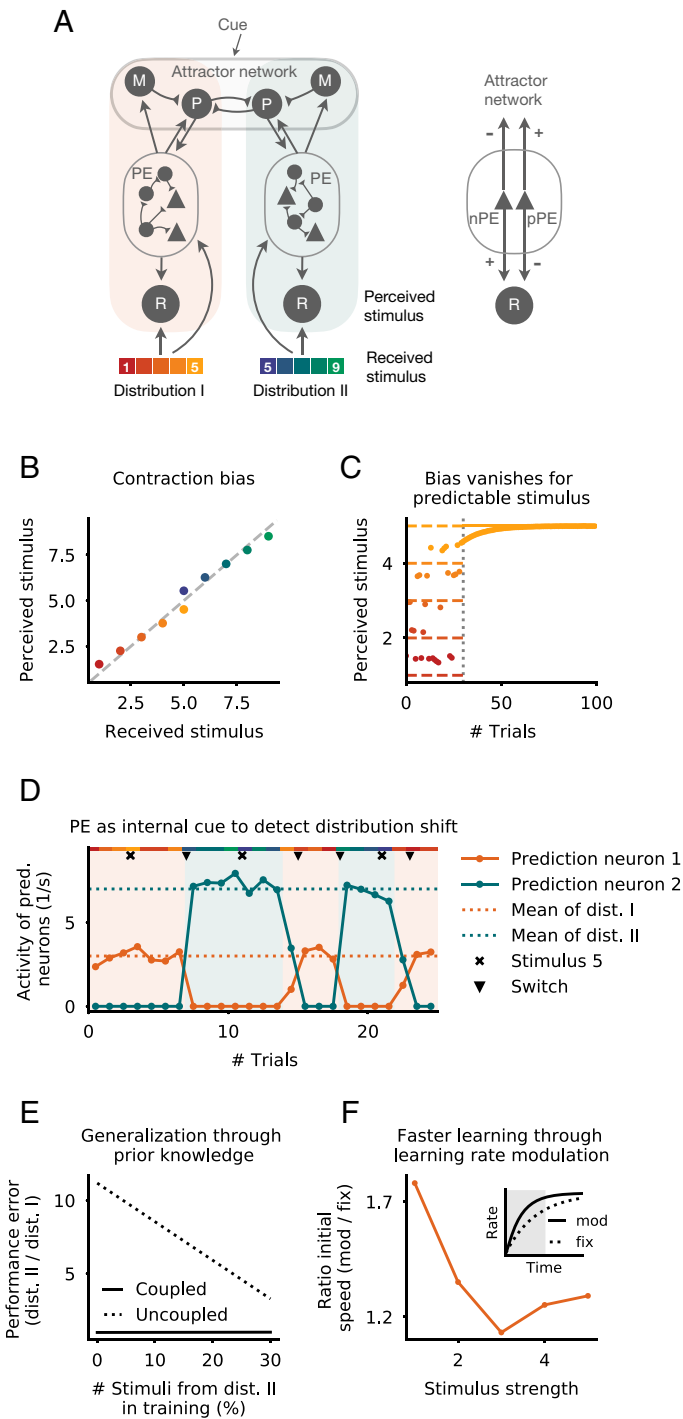 A
Cue
Attractor network
M
M
P
P
Attractor
network
-
+
PE
PE
nPE
pPE
+
-
R
R
R
Perceived
stimulus
1
5
5
9
Received
stimulus
Distribution I
Distribution II
B
Contraction bias
Perceived stimulus
7.5
5.0
2.5
2.5
5.0
7.5
Received stimulus
C
Bias vanishes for
predictable stimulus
Perceived stimulus
4
2
0
50
100
# Trials
D
PE as internal cue to detect distribution shift
Activity of pred.
neurons (1/s)
5
0
0
10
20
# Trials
Prediction neuron 1
Prediction neuron 2
Mean of dist. I
Mean of dist. II
Stimulus 5
Switch
E
Generalization through
prior knowledge
Performance error
(dist. II / dist. I)
10
5
Coupled
Uncoupled
0
10
20
30
# Stimuli from dist. II
in training (%)
F
Faster learning through
learning rate modulation
Ratio initial
speed (mod / fix)
1.7
1.2
Rate
mod
fix
Time
2
4
Stimulus strength